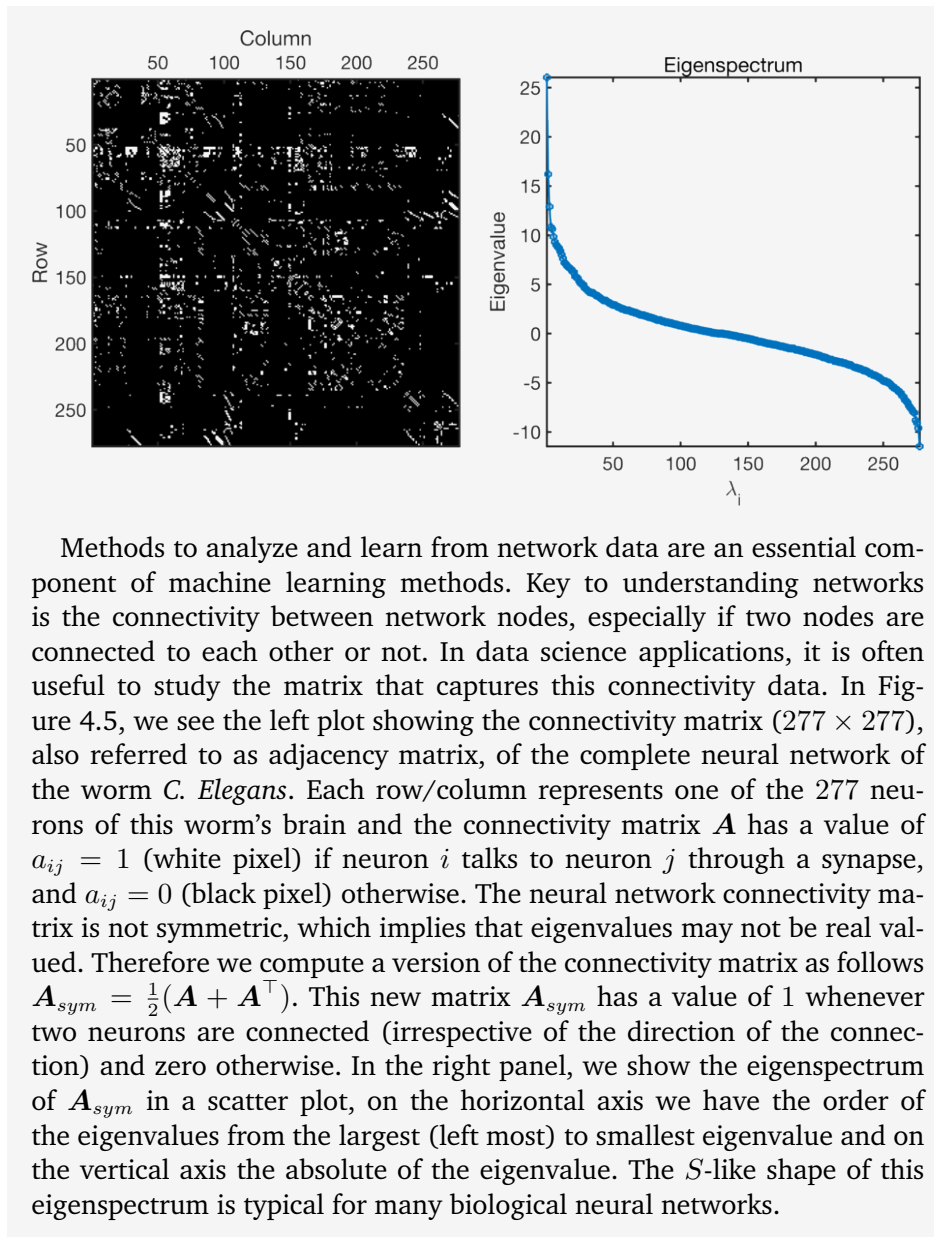 Column
50 100 150 200 250
50
100
150
200
250
Row
Eigenspectrum
25
20
15
10
5
0
-5
-10
Eigenvalue
50 100 150 200 250
λi
Methods to analyze and learn from network data are an essential com-
ponent of machine learning methods. Key to understanding networks
is the connectivity between network nodes, especially if two nodes are
connected to each other or not. In data science applications, it is often
useful to study the matrix that captures this connectivity data. In Fig-
ure 4.5, we see the left plot showing the connectivity matrix (277 × 277),
also referred to as adjacency matrix, of the complete neural network of
the worm C. Elegans. Each row/column represents one of the 277 neu-
rons of this worm's brain and the connectivity matrix A has a value of
aij = 1 (white pixel) if neuron i talks to neuron j through a synapse,
and aij = 0 (black pixel) otherwise. The neural network connectivity ma-
trix is not symmetric, which implies that eigenvalues may not be real val-
ued. Therefore we compute a version of the connectivity matrix as follows
Asym = ½(A + A⊤). This new matrix Asym has a value of 1 whenever
two neurons are connected (irrespective of the direction of the connec-
tion) and zero otherwise. In the right panel, we show the eigenspectrum
of Asym in a scatter plot, on the horizontal axis we have the order of
the eigenvalues from the largest (left most) to smallest eigenvalue and on
the vertical axis the absolute of the eigenvalue. The S-like shape of this
eigenspectrum is typical for many biological neural networks.